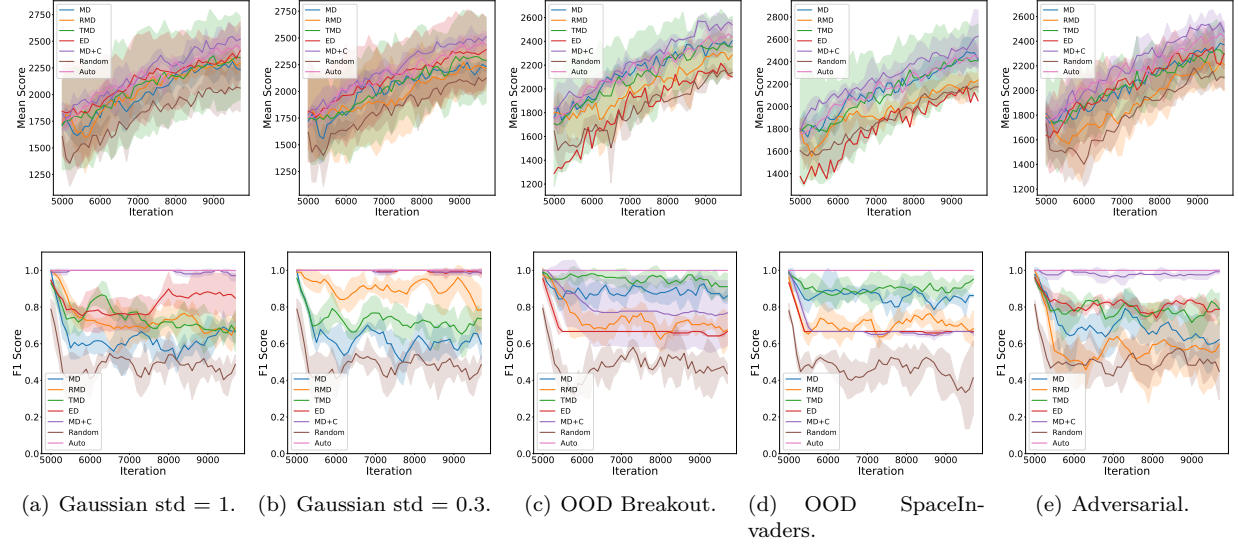 MD
RMD
TMD
ED
MD+C
Random
Auto
2750
2500
2250
2000
1750
1500
1250
Mean Score
5000 6000 7000 8000 9000
Iteration
MD
RMD
TMD
ED
MD+C
Random
Auto
2750
2500
2250
2000
1750
1500
1250
Mean Score
5000 6000 7000 8000 9000
Iteration
MD
RMD
TMD
ED
MD+C
Random
Auto
2600
2400
2200
2000
1800
1600
1400
1200
Mean Score
5000 6000 7000 8000 9000
Iteration
MD
RMD
TMD
ED
MD+C
Random
Auto
2800
2600
2400
2200
2000
1800
1600
1400
Mean Score
5000 6000 7000 8000 9000
Iteration
MD
RMD
TMD
ED
MD+C
Random
Auto
2600
2400
2200
2000
1800
1600
1400
1200
Mean Score
5000 6000 7000 8000 9000
Iteration
1.0
0.8
0.6
0.4
0.2
0.0
F1 Score
MD
RMD
TMD
ED
MD+C
Random
Auto
5000 6000 7000 8000 9000
Iteration
1.0
0.8
0.6
0.4
0.2
0.0
F1 Score
MD
RMD
TMD
ED
MD+C
Random
Auto
5000 6000 7000 8000 9000
Iteration
1.0
0.8
0.6
0.4
0.2
0.0
F1 Score
MD
RMD
TMD
ED
MD+C
Random
Auto
5000 6000 7000 8000 9000
Iteration
1.0
0.8
0.6
0.4
0.2
0.0
F1 Score
MD
RMD
TMD
ED
MD+C
Random
Auto
5000 6000 7000 8000 9000
Iteration
1.0
0.8
0.6
0.4
0.2
0.0
F1 Score
MD
RMD
TMD
ED
MD+C
Random
Auto
5000 6000 7000 8000 9000
Iteration
(a) Gaussian std = 1.
(b) Gaussian std = 0.3.
(c) OOD Breakout.
(d) OOD SpaceIn-
vaders.
(e) Adversarial.